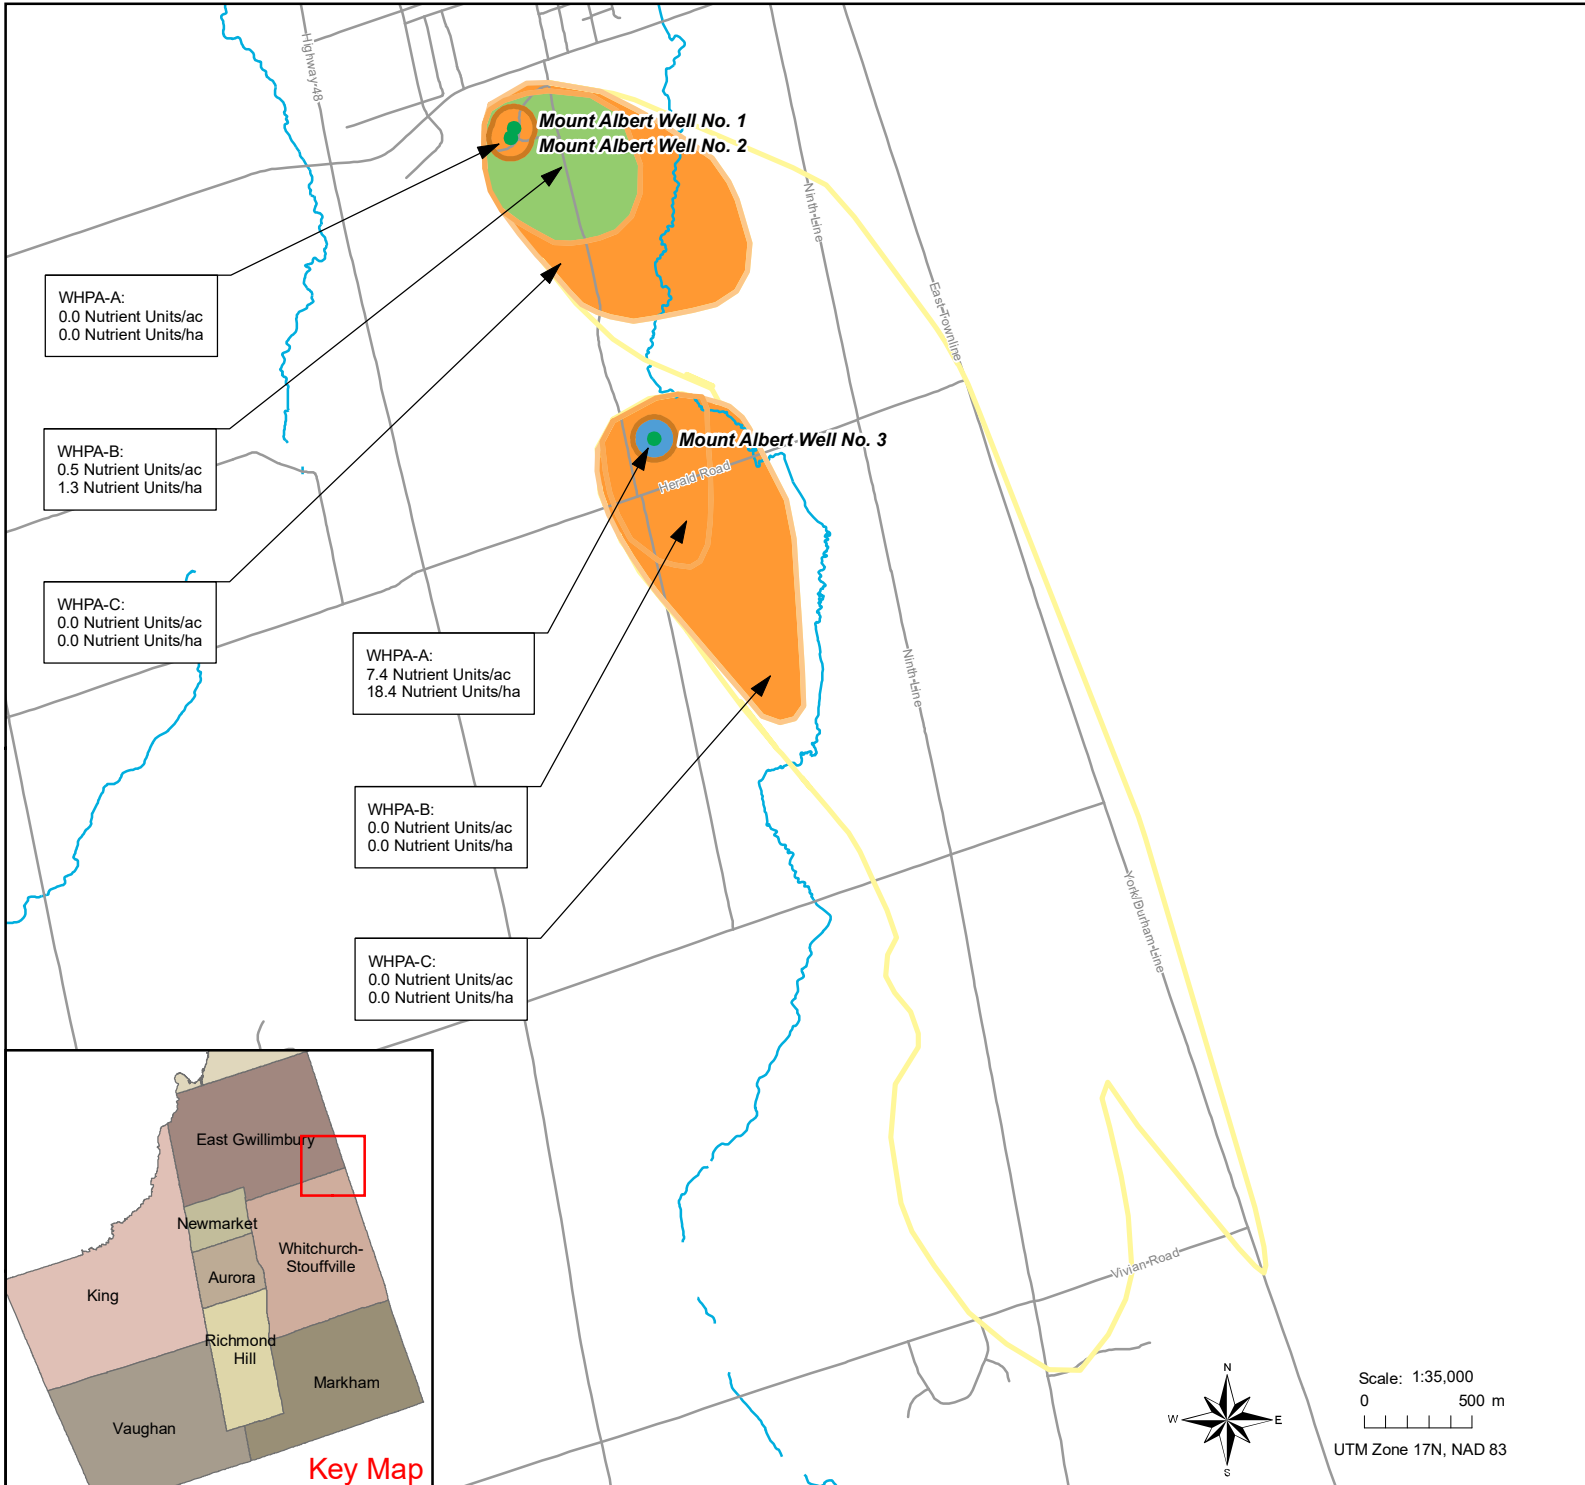 Highway 48
Mount Albert Well No. 1
Mount Albert Well No. 2
Ninth Line
East Townline
WHPA-A:
0.0 Nutrient Units/ac
0.0 Nutrient Units/ha
WHPA-B:
0.5 Nutrient Units/ac
1.3 Nutrient Units/ha
WHPA-C:
0.0 Nutrient Units/ac
0.0 Nutrient Units/ha
Mount Albert Well No. 3
Herald Road
WHPA-A:
7.4 Nutrient Units/ac
18.4 Nutrient Units/ha
WHPA-B:
0.0 Nutrient Units/ac
0.0 Nutrient Units/ha
WHPA-C:
0.0 Nutrient Units/ac
0.0 Nutrient Units/ha
Ninth Line
York/Durham Line
Vivian Road
East Gwillimbury
Newmarket
Whitchurch-
Stouffville
Aurora
King
Richmond
Hill
Markham
Vaughan
Key Map
N
W
E
S
Scale: 1:35,000
0 500 m
UTM Zone 17N, NAD 83